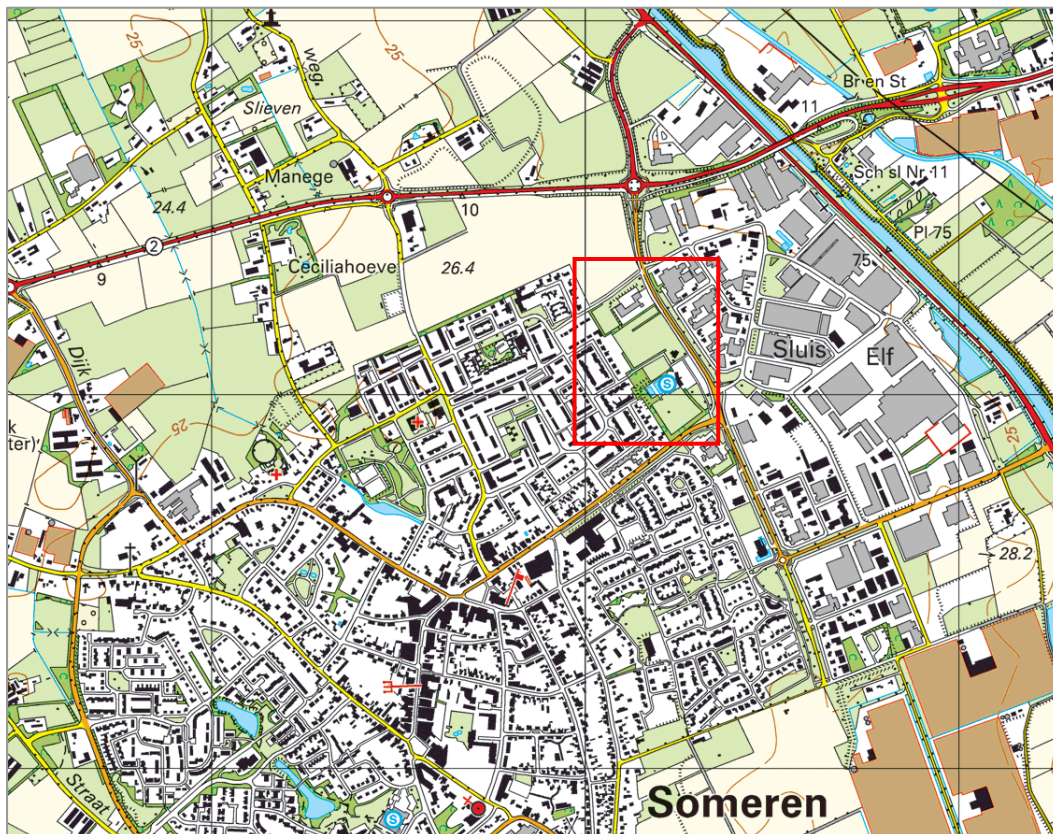 25
weg
25
Slieven
11
Br en St
Manege
24.4
10
Sch sl Nr 11
Pl 75
2
9
Ceciliahoeve
26.4
75
Dijk
Sluis
Elf
S
k
ter)
25
25
28.2
Straat
S
Someren